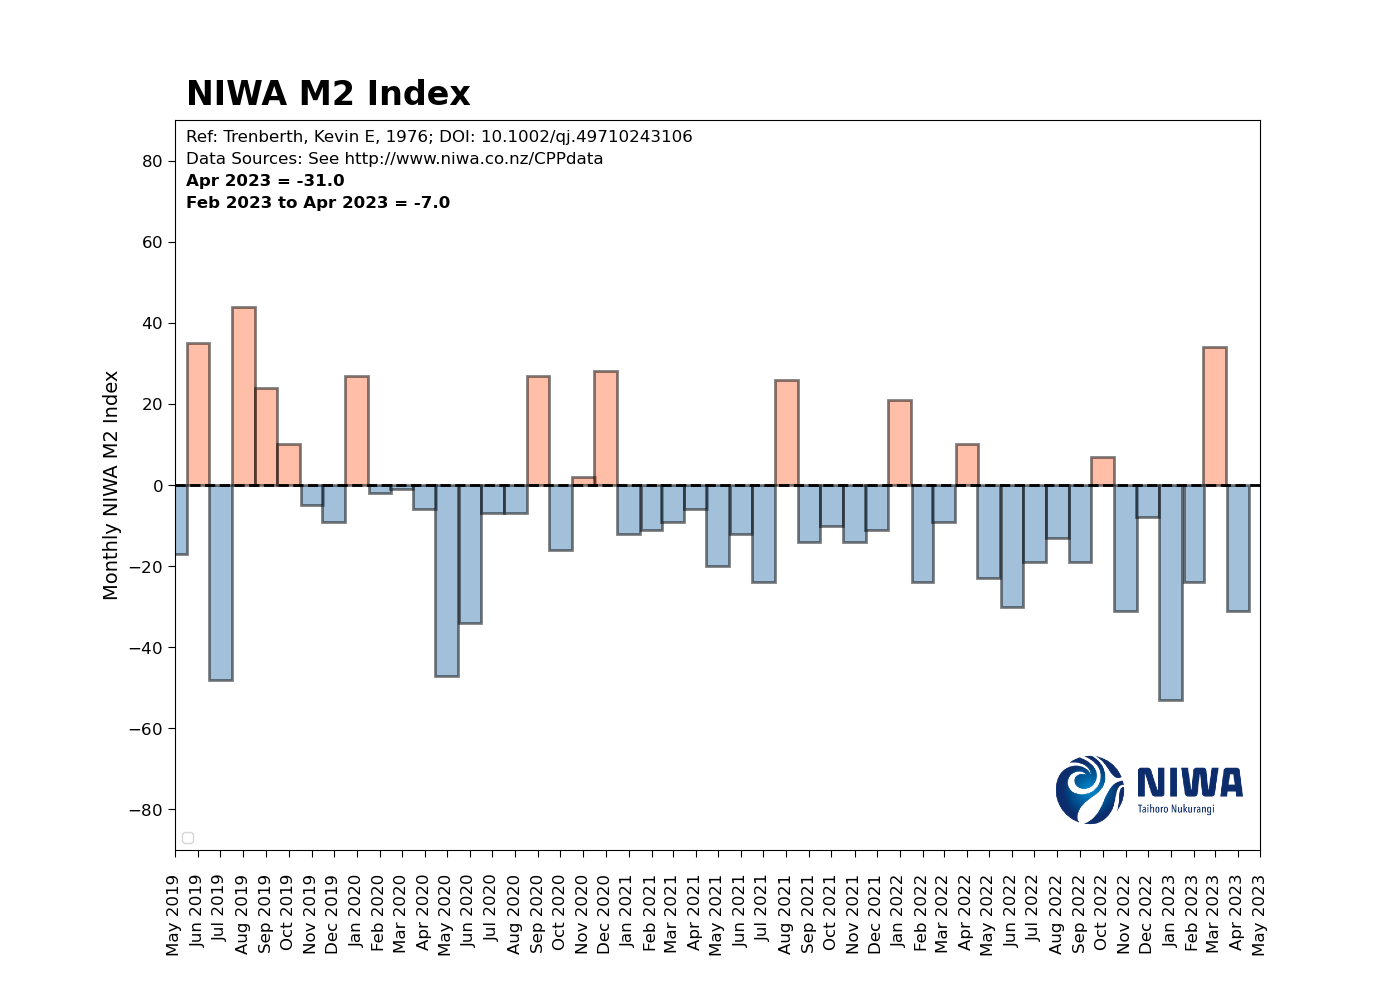 NIWA M2 Index
Ref: Trenberth, Kevin E, 1976; DOI: 10.1002/qj.49710243106
Data Sources: See http://www.niwa.co.nz/CPPdata
Apr 2023 = -31.0
Feb 2023 to Apr 2023 = -7.0
Monthly NIWA M2 Index
80
60
40
20
0
−20
−40
−60
−80
NIWA
Taihoro Nukurangi
May 2019
Jun 2019
Jul 2019
Aug 2019
Sep 2019
Oct 2019
Nov 2019
Dec 2019
Jan 2020
Feb 2020
Mar 2020
Apr 2020
May 2020
Jun 2020
Jul 2020
Aug 2020
Sep 2020
Oct 2020
Nov 2020
Dec 2020
Jan 2021
Feb 2021
Mar 2021
Apr 2021
May 2021
Jun 2021
Jul 2021
Aug 2021
Sep 2021
Oct 2021
Nov 2021
Dec 2021
Jan 2022
Feb 2022
Mar 2022
Apr 2022
May 2022
Jun 2022
Jul 2022
Aug 2022
Sep 2022
Oct 2022
Nov 2022
Dec 2022
Jan 2023
Feb 2023
Mar 2023
Apr 2023
May 2023